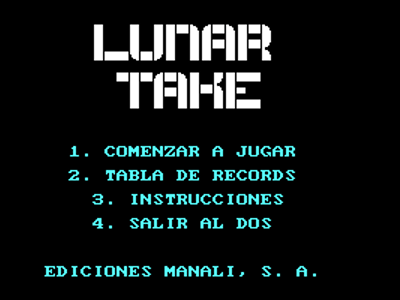 LUNAR
TAKE
1. COMENZAR A JUGAR
2. TABLA DE RECORDS
3. INSTRUCCIONES
4. SALIR AL DOS
EDICIONES MANALI, S. A.